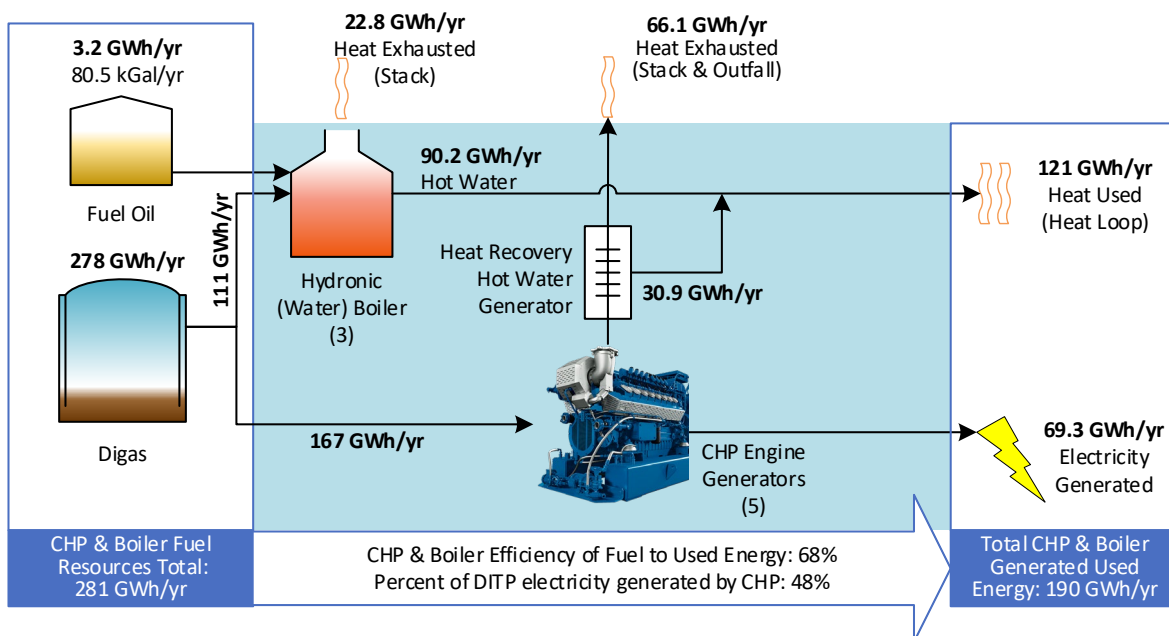 3.2 GWh/yr
80.5 kGal/yr
Fuel Oil
278 GWh/yr
Digas
111 GWh/yr
22.8 GWh/yr
Heat Exhausted
(Stack)
66.1 GWh/yr
Heat Exhausted
(Stack & Outfall)
90.2 GWh/yr
Hot Water
Hydronic
(Water) Boiler
(3)
Heat Recovery
Hot Water
Generator
30.9 GWh/yr
167 GWh/yr
CHP Engine
Generators
(5)
121 GWh/yr
Heat Used
(Heat Loop)
69.3 GWh/yr
Electricity
Generated
CHP & Boiler Fuel
Resources Total:
281 GWh/yr
CHP & Boiler Efficiency of Fuel to Used Energy: 68%
Percent of DITP electricity generated by CHP: 48%
Total CHP & Boiler
Generated Used
Energy: 190 GWh/yr